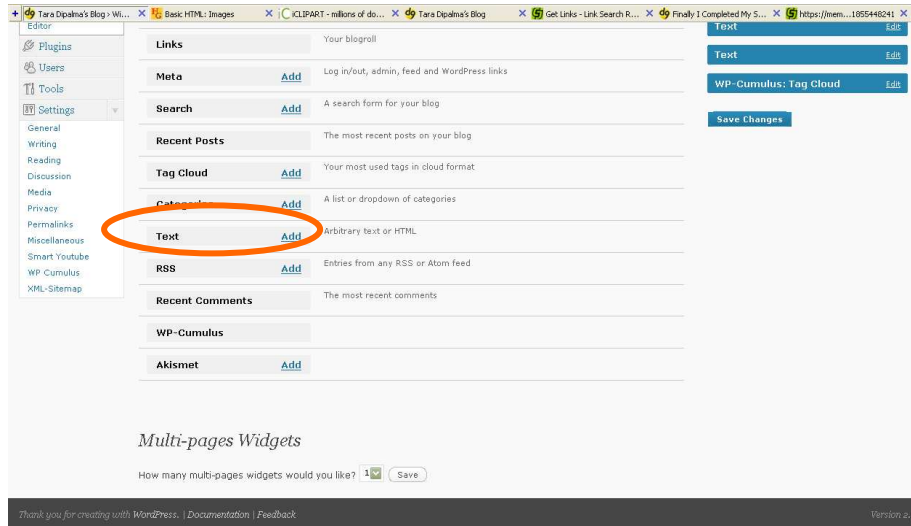 + Tara Dipalma's Blog > Wi... X Basic HTML: Images X iCLIPART - millions of do... X Tara Dipalma's Blog X Get Links - Link Search R... X Finally I Completed My S... X https://mem...1855448241 X
Editor
Plugins
Users
Tools
Settings
General
Writing
Reading
Discussion
Media
Privacy
Permalinks
Miscellaneous
Smart Youtube
WP Cumulus
XML-Sitemap
Links Your blogroll
Meta Add Log in/out, admin, feed and WordPress links
Search Add A search form for your blog
Recent Posts The most recent posts on your blog
Tag Cloud Add Your most used tags in cloud format
Categories Add A list or dropdown of categories
Text Add Arbitrary text or HTML
RSS Add Entries from any RSS or Atom feed
Recent Comments The most recent comments
WP-Cumulus
Akismet Add
Text Edit
Text Edit
WP-Cumulus: Tag Cloud Edit
Save Changes
Multi-pages Widgets
How many multi-pages widgets would you like? 1 Save
Thank you for creating with WordPress. | Documentation | Feedback Version 2.